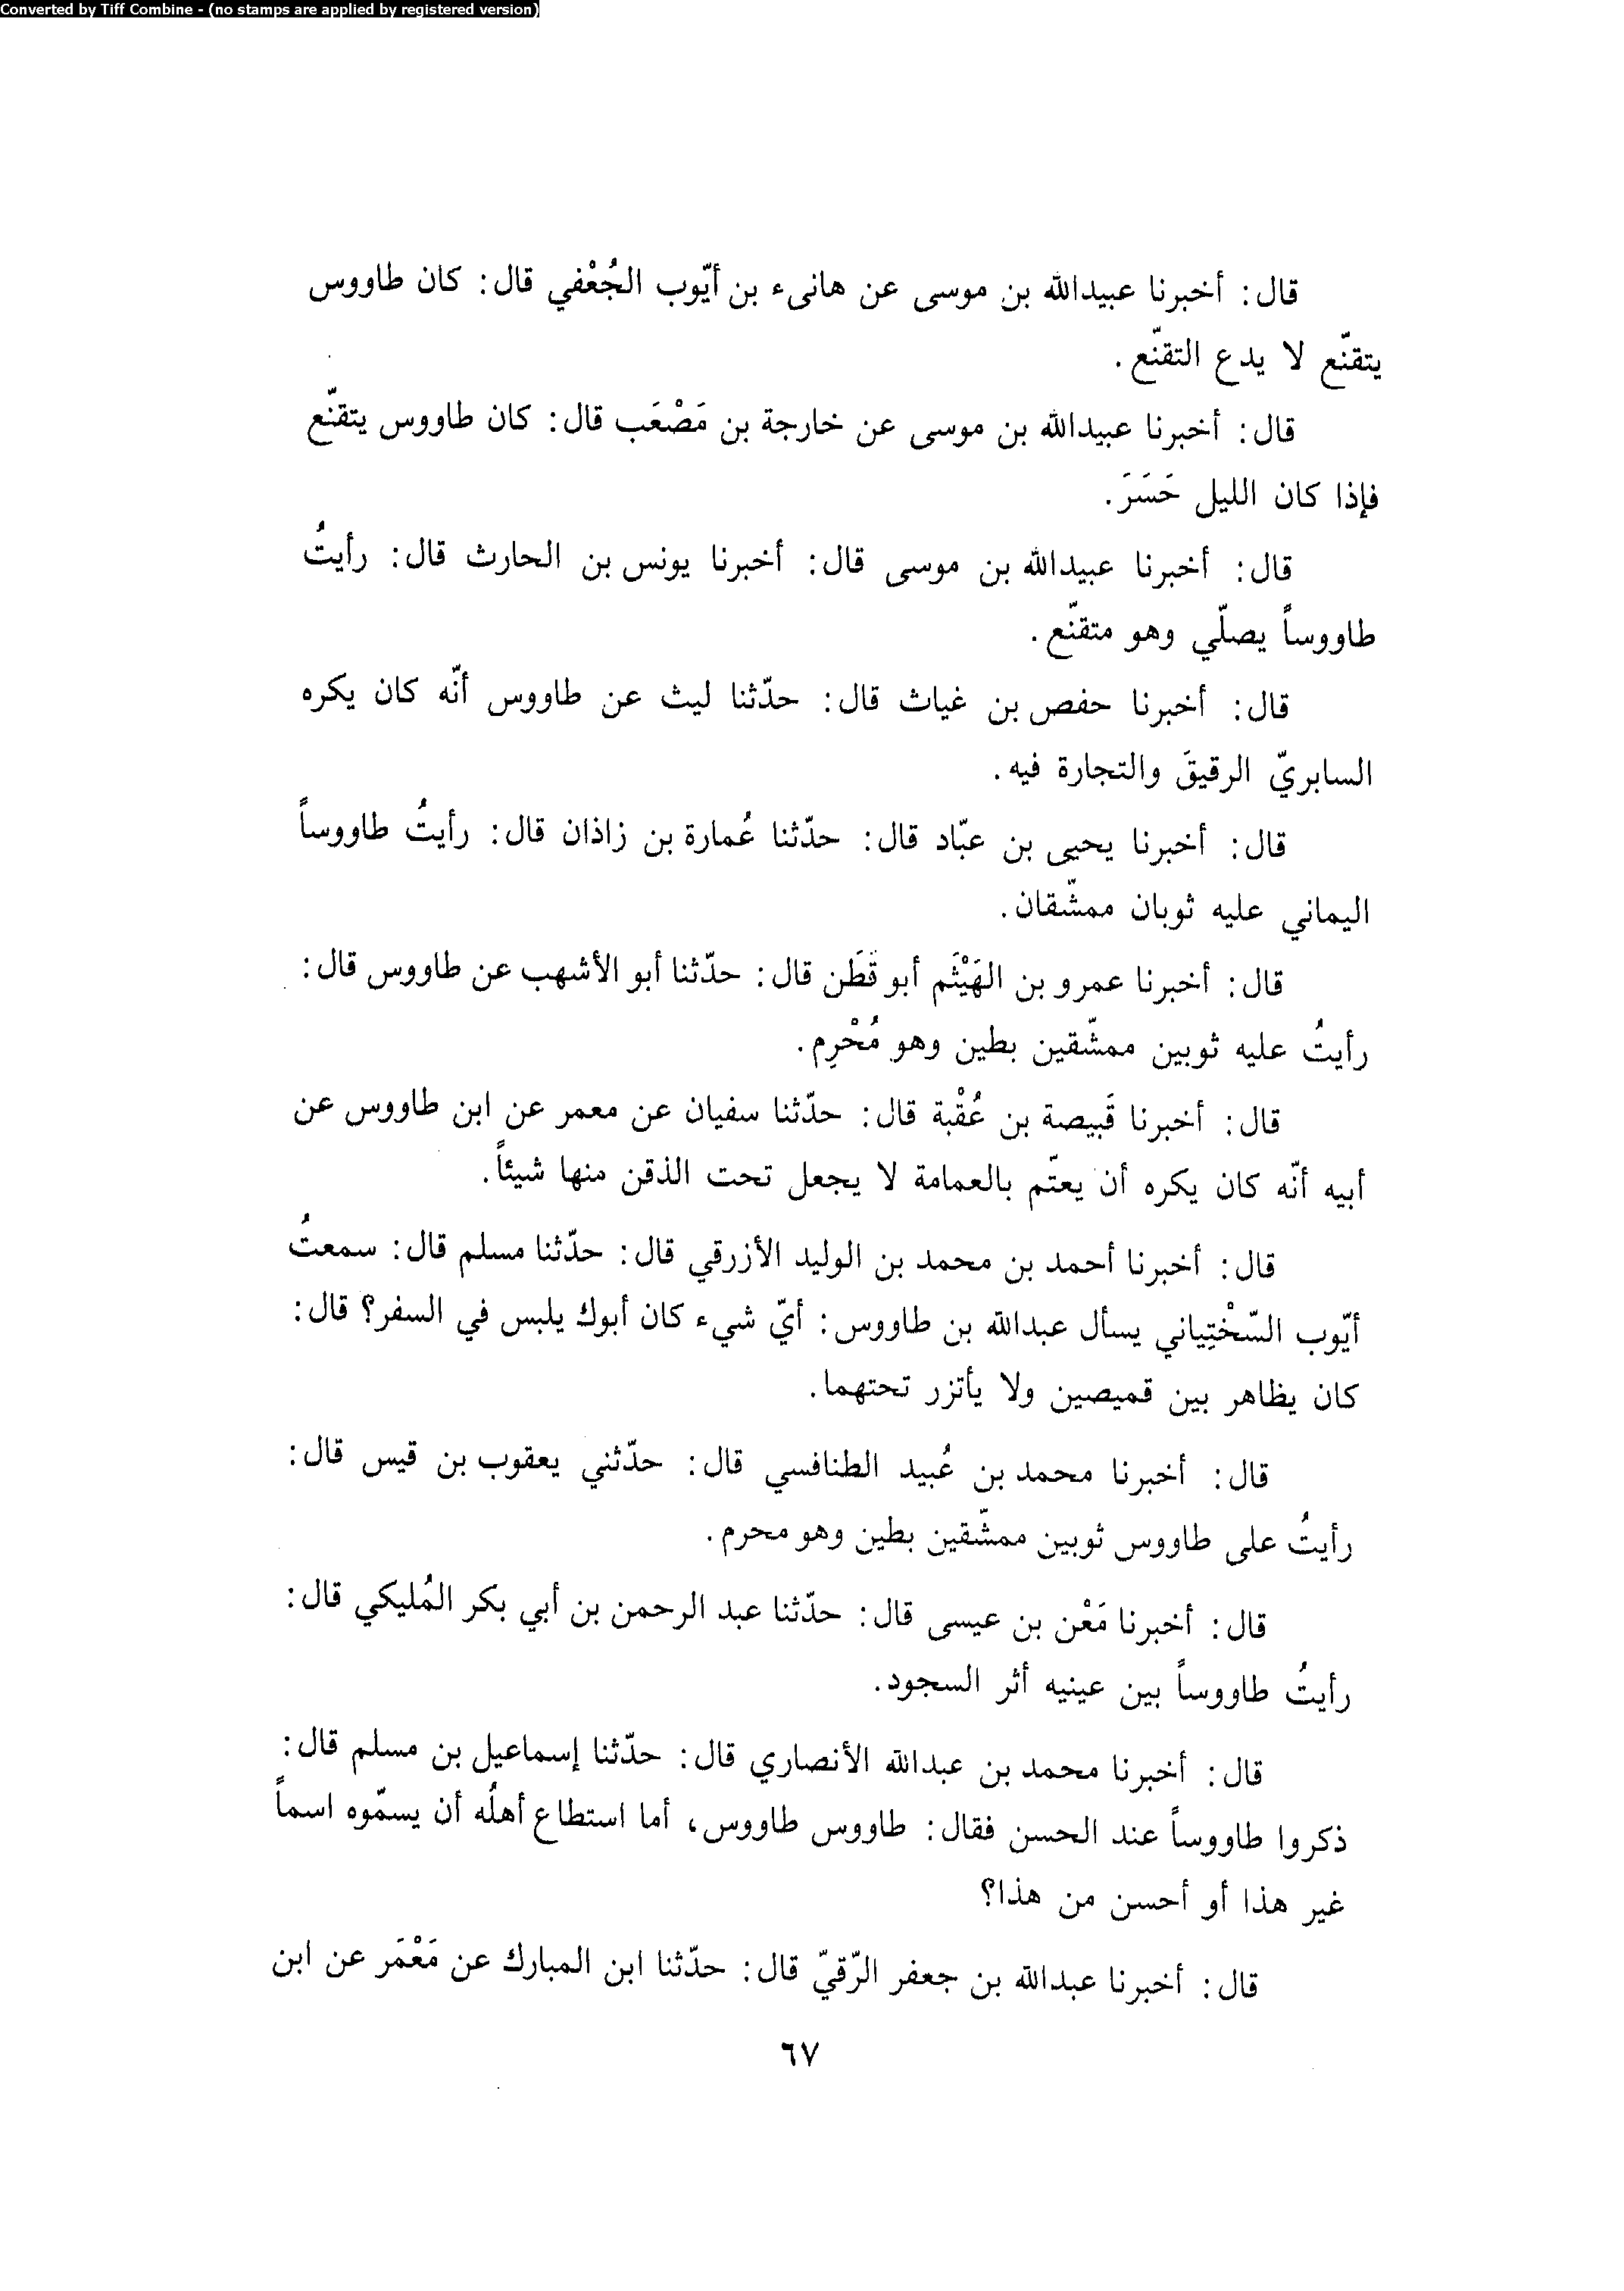 Converted by Tiff Combine - (no stamps are applied by registered version)
قال: أخبرنا عبيدالله بن موسى عن هانىء بن أيّوب الجُعْفي قال: كان طاووس
يتقنّع لا يدع التقنّع.
قال: أخبرنا عبيدالله بن موسى عن خارجة بن مَصْعَب قال: كان طاووس يتقنّع
فإذا كان الليل حَسَرَ.
قال: أخبرنا عبيدالله بن موسى قال: أخبرنا يونس بن الحارث قال: رأيتُ
طاووساً يصلّي وهو متقنّع.
قال: أخبرنا حفص بن غياث قال: حدّثنا ليث عن طاووس أنّه كان يكره
السابريّ الرقيقَ والتجارة فيه.
قال: أخبرنا يحيى بن عبّاد قال: حدّثنا عُمارة بن زاذان قال: رأيتُ طاووساً
اليماني عليه ثوبان ممشّقان.
قال: أخبرنا عمرو بن الهَيْثَم أبو قَطَن قال: حدّثنا أبو الأشهب عن طاووس قال:
رأيتُ عليه ثوبين ممشّقين بطين وهو مُحْرِم.
قال: أخبرنا قَبيصة بن عُقْبة قال: حدّثنا سفيان عن معمر عن ابن طاووس عن
أبيه أنّه كان يكره أن يعتّم بالعمامة لا يجعل تحت الذقن منها شيئاً.
قال: أخبرنا أحمد بن محمد بن الوليد الأزرقي قال: حدّثنا مسلم قال: سمعتُ
أيّوب السّخْتِياني يسأل عبدالله بن طاووس: أيّ شيء كان أبوك يلبس في السفر؟ قال:
كان يظاهر بين قميصين ولا يأتزر تحتهما.
قال: أخبرنا محمد بن عُبيد الطنافسي قال: حدّثني يعقوب بن قيس قال:
رأيتُ على طاووس ثوبين ممشّقين بطين وهو محرم.
قال: أخبرنا مَعْن بن عيسى قال: حدّثنا عبد الرحمن بن أبي بكر المُليكي قال:
رأيتُ طاووساً بين عينيه أثر السجود.
قال: أخبرنا محمد بن عبدالله الأنصاري قال: حدّثنا إسماعيل بن مسلم قال:
ذكروا طاووساً عند الحسن فقال: طاووس طاووس، أما استطاع أهلُه أن يسمّوه اسماً
غير هذا أو أحسن من هذا؟
قال: أخبرنا عبدالله بن جعفر الرّقيّ قال: حدّثنا ابن المبارك عن مَعْمَر عن ابن
٦٧